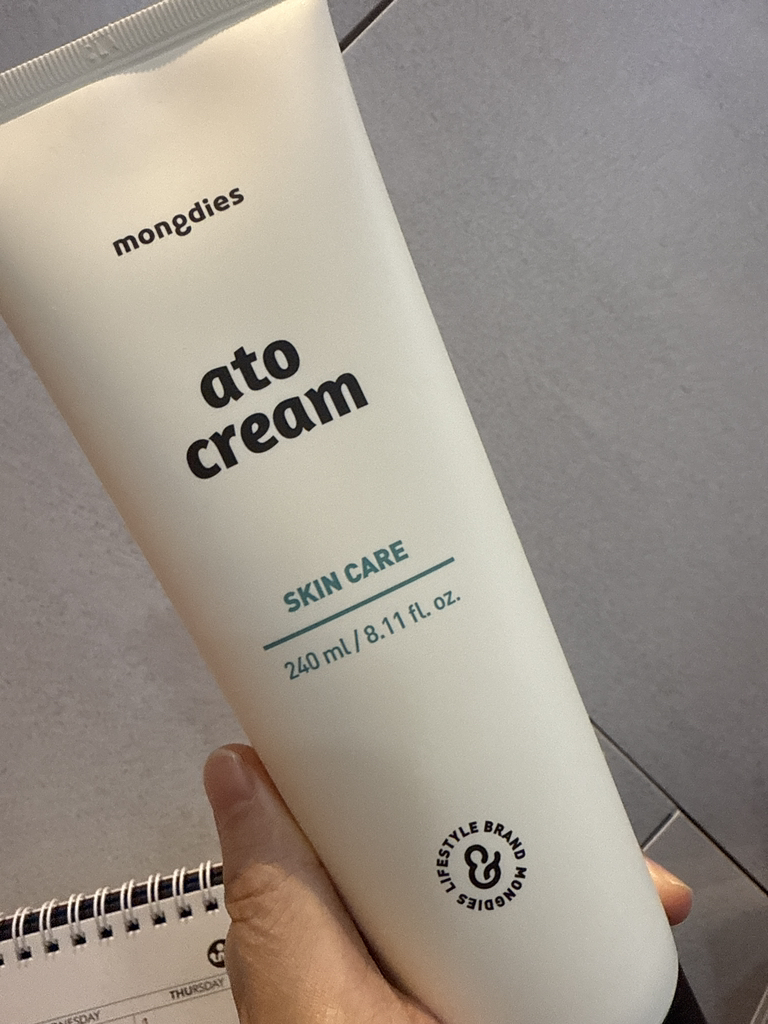 mongdies
ato
cream
SKIN CARE
240 ml / 8.11 fl. oz.
LIFESTYLE BRAND MONGDIES
&
THURSDAY